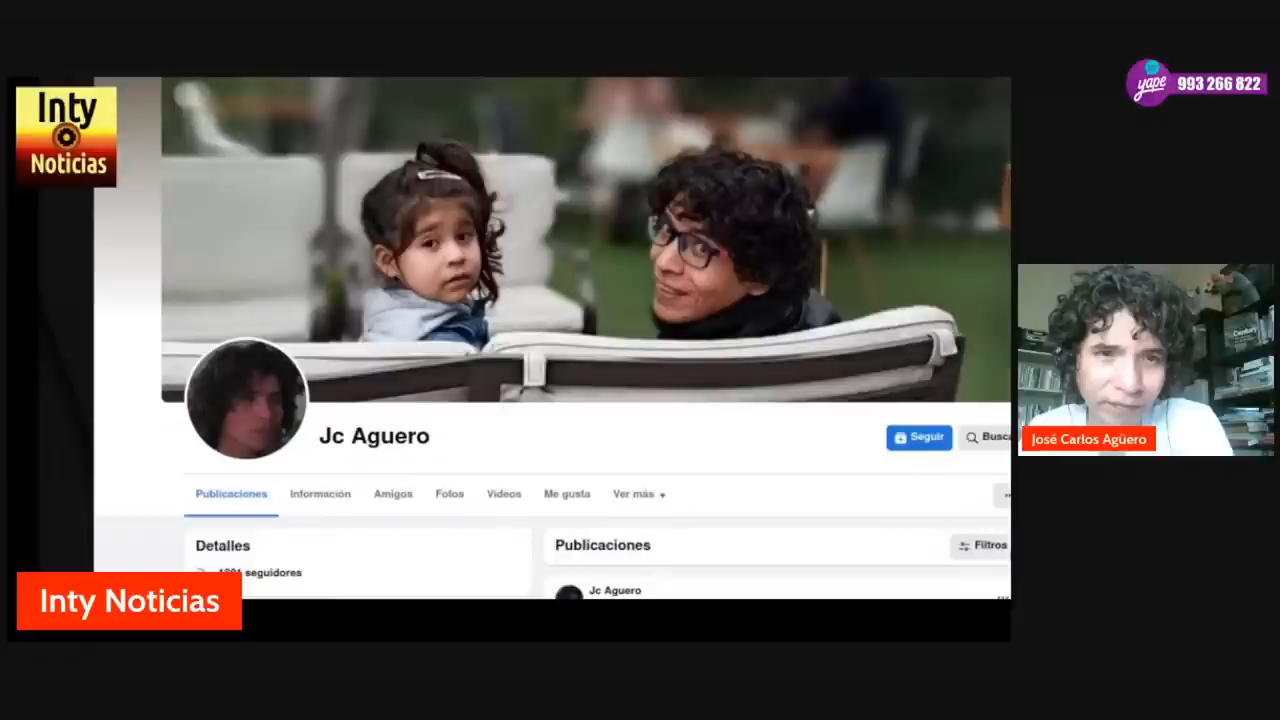 Inty
Noticias
yape 993 266 822
Jc Aguero
Seguir
Busca
Publicaciones Información Amigos Fotos Videos Me gusta Ver más
Detalles
seguidores
Publicaciones
Filtros
Jc Aguero
José Carlos Agüero
Inty Noticias